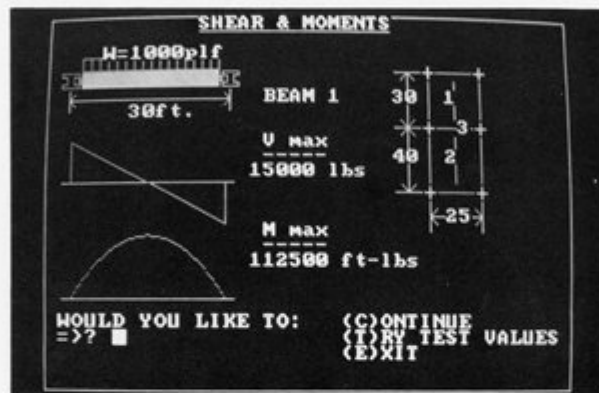 SHEAR & MOMENTS
W=1000plf
30ft.
BEAM 1
V max
15000 lbs
M max
112500 ft-lbs
30
1
3
40
2
25
WOULD YOU LIKE TO:
=>?
(C)ONTINUE
(T)RY TEST VALUES
(E)XIT